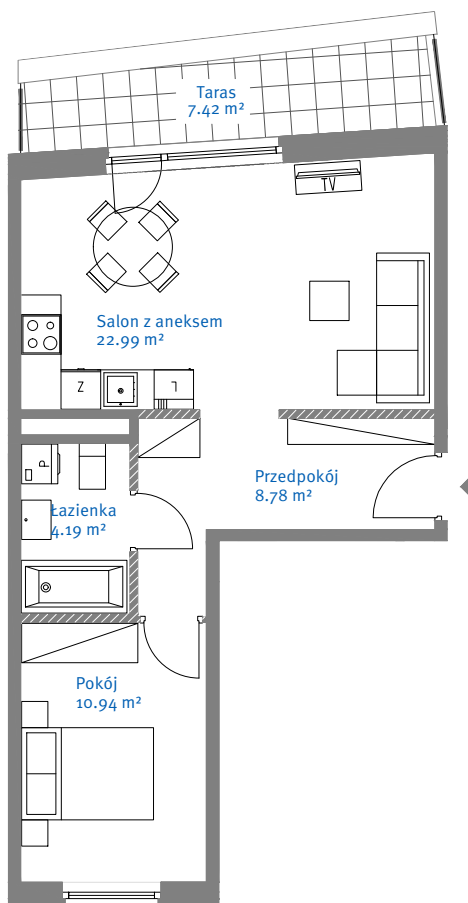 Taras
7.42 m²
TV
Salon z aneksem
22.99 m²
Z
L
Przedpokój
8.78 m²
P
Łazienka
4.19 m²
Pokój
10.94 m²